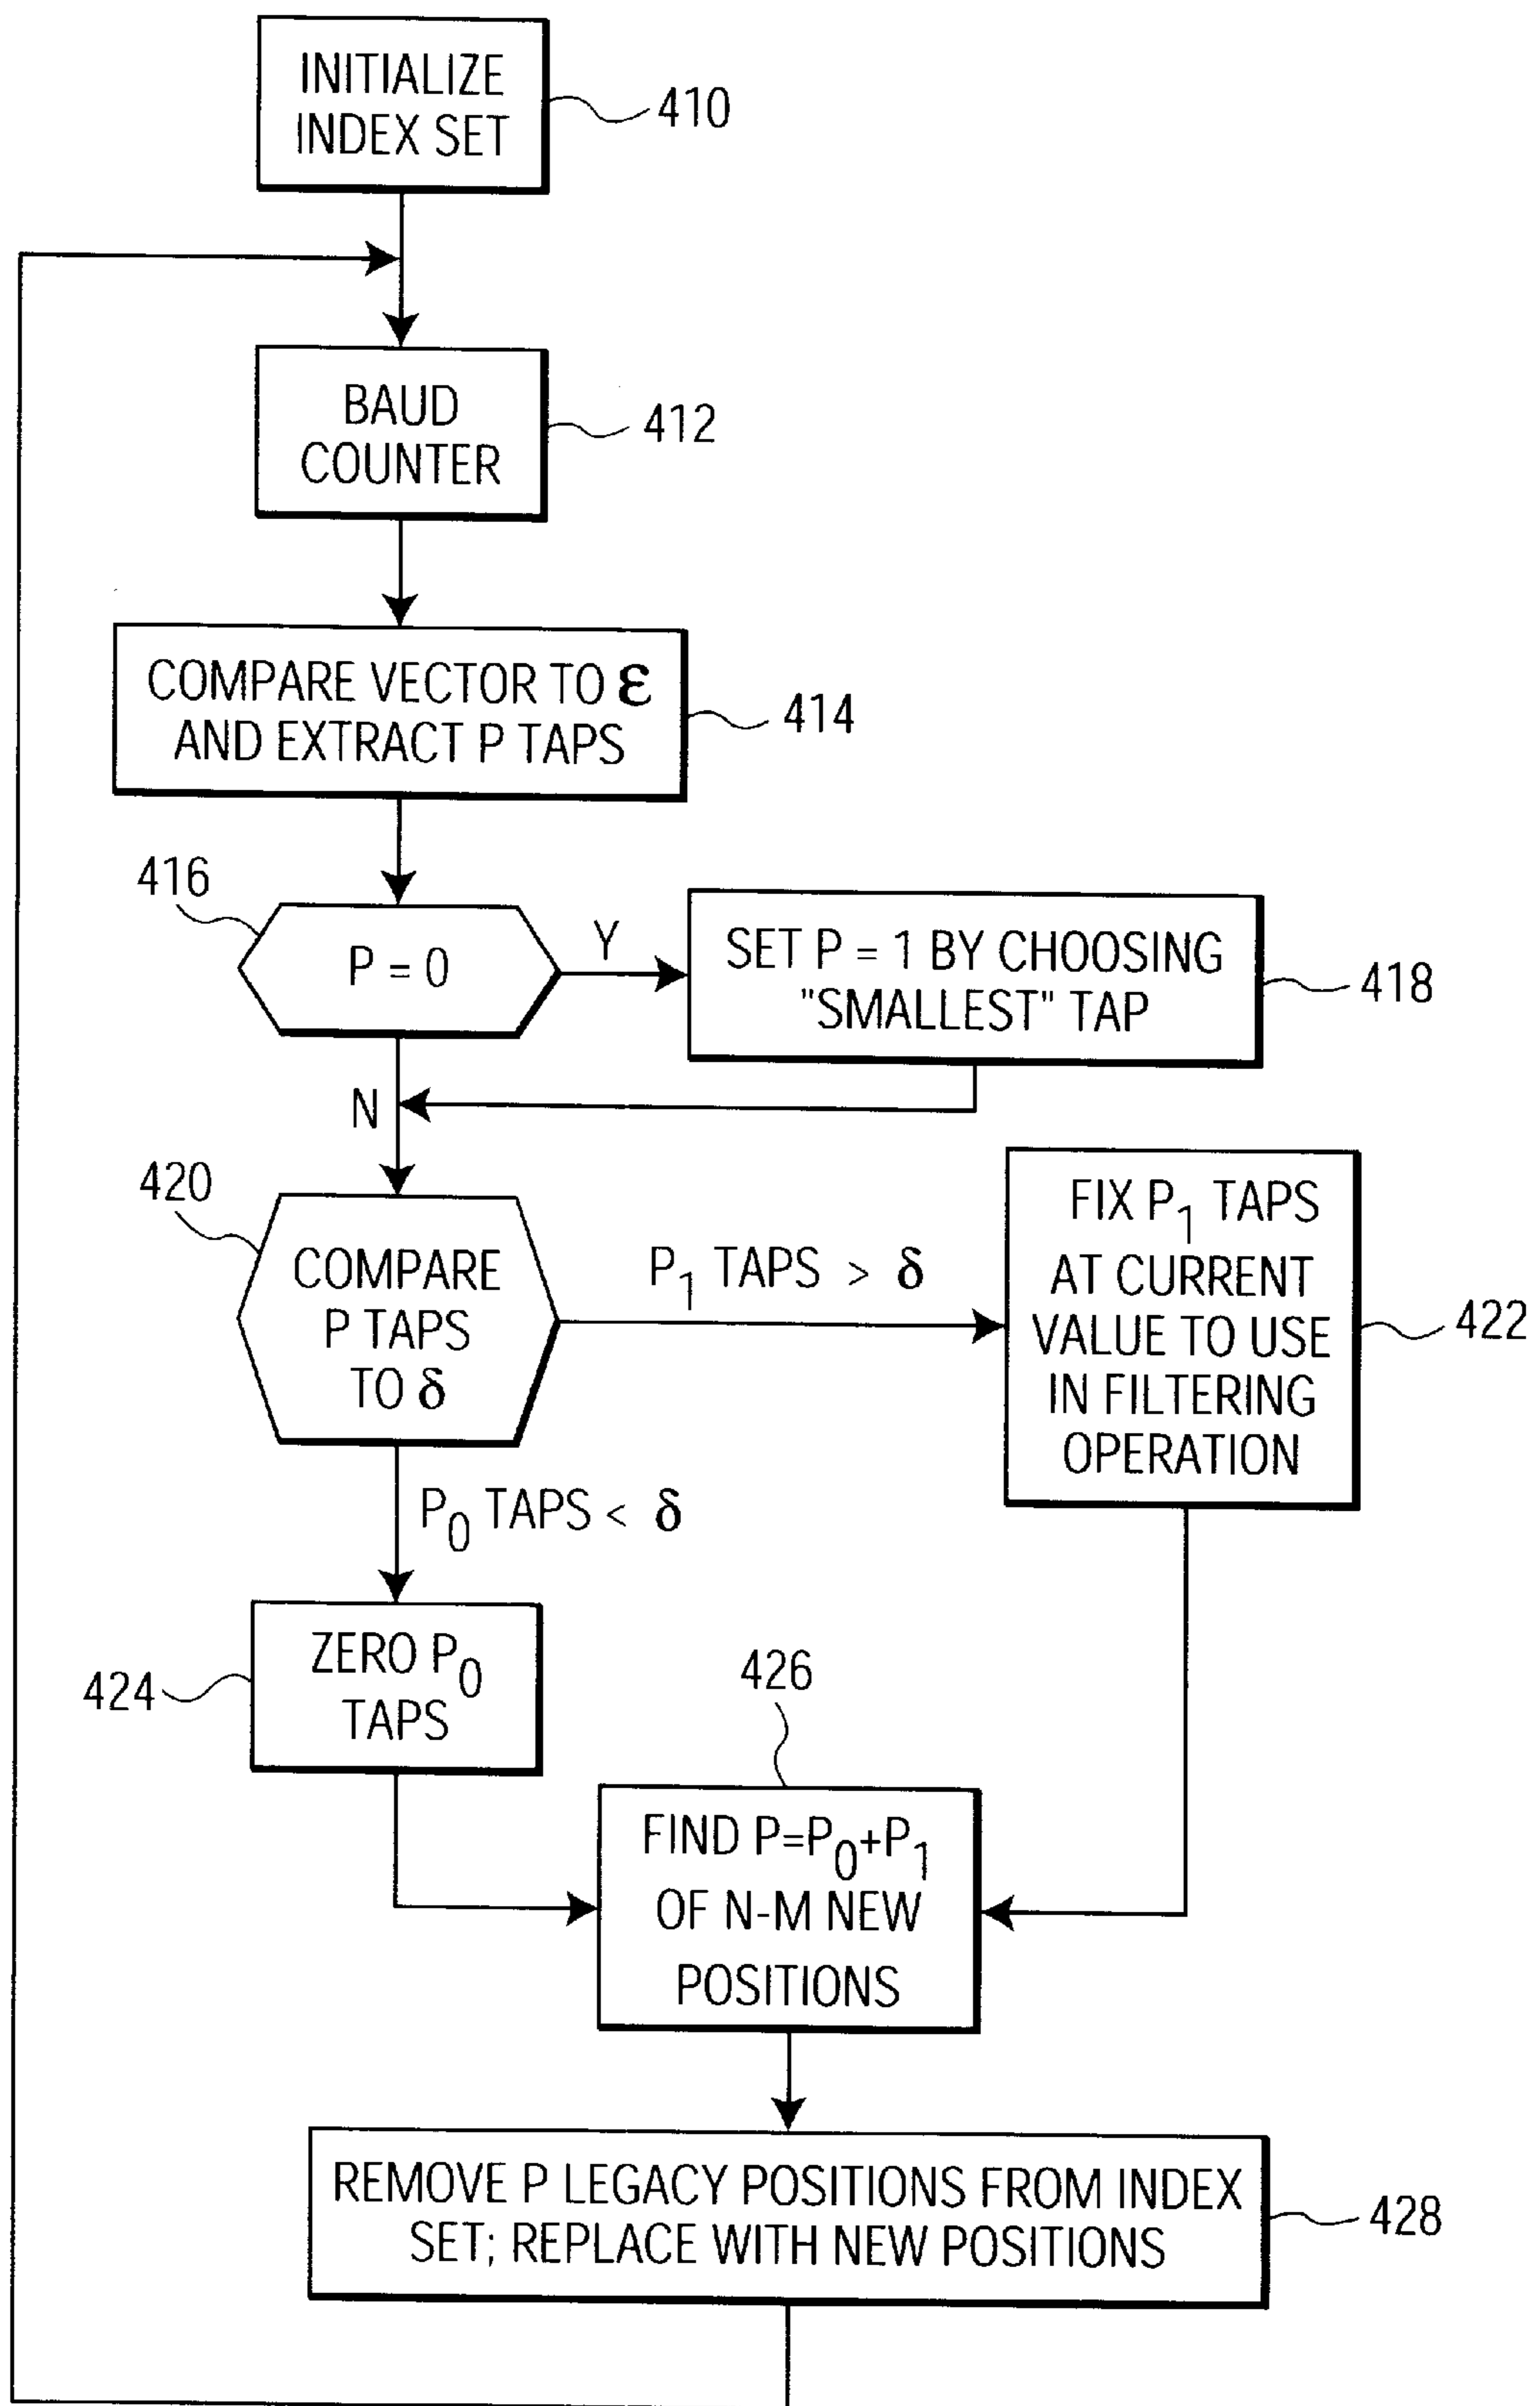 INITIALIZE
INDEX SET
410
BAUD
COUNTER
412
COMPARE VECTOR TO ε
AND EXTRACT P TAPS
414
416
P = 0
Y
SET P = 1 BY CHOOSING
"SMALLEST" TAP
418
N
420
COMPARE
P TAPS
TO δ
P1 TAPS > δ
FIX P1 TAPS
AT CURRENT
VALUE TO USE
IN FILTERING
OPERATION
422
P0 TAPS < δ
ZERO P0
TAPS
424
426
FIND P=P0+P1
OF N-M NEW
POSITIONS
REMOVE P LEGACY POSITIONS FROM INDEX
SET; REPLACE WITH NEW POSITIONS
428